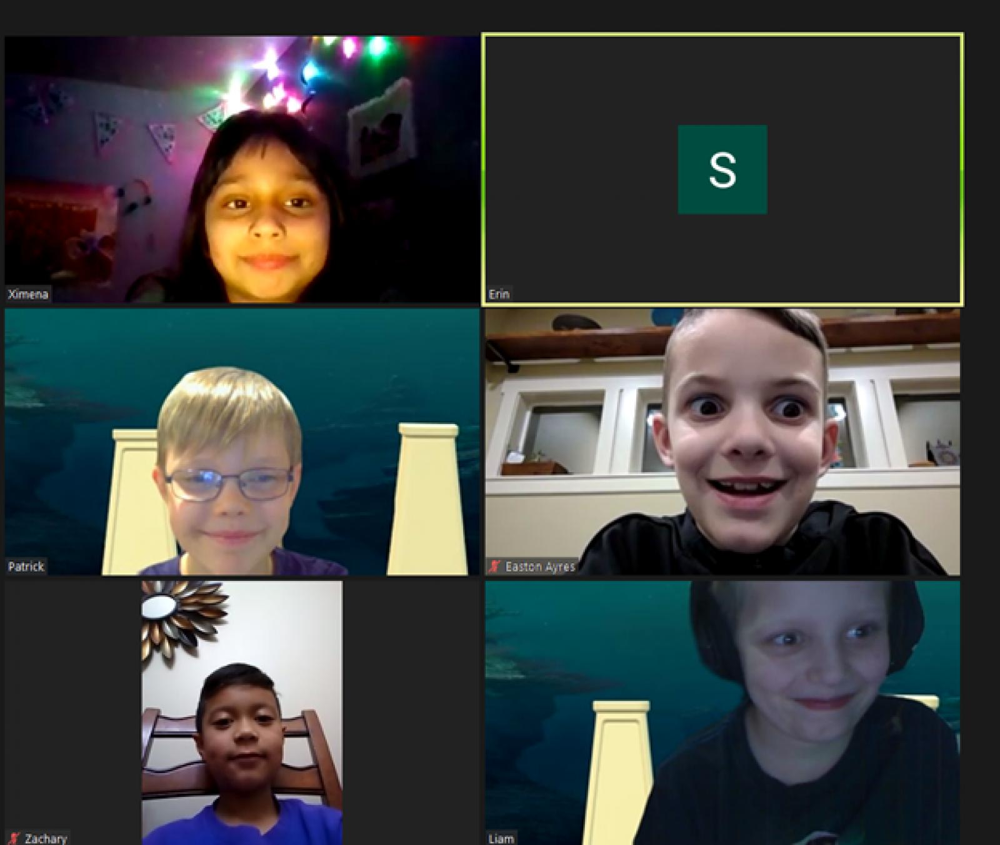 Ximena
S
Erin
Patrick
Easton Ayres
Zachary
Liam